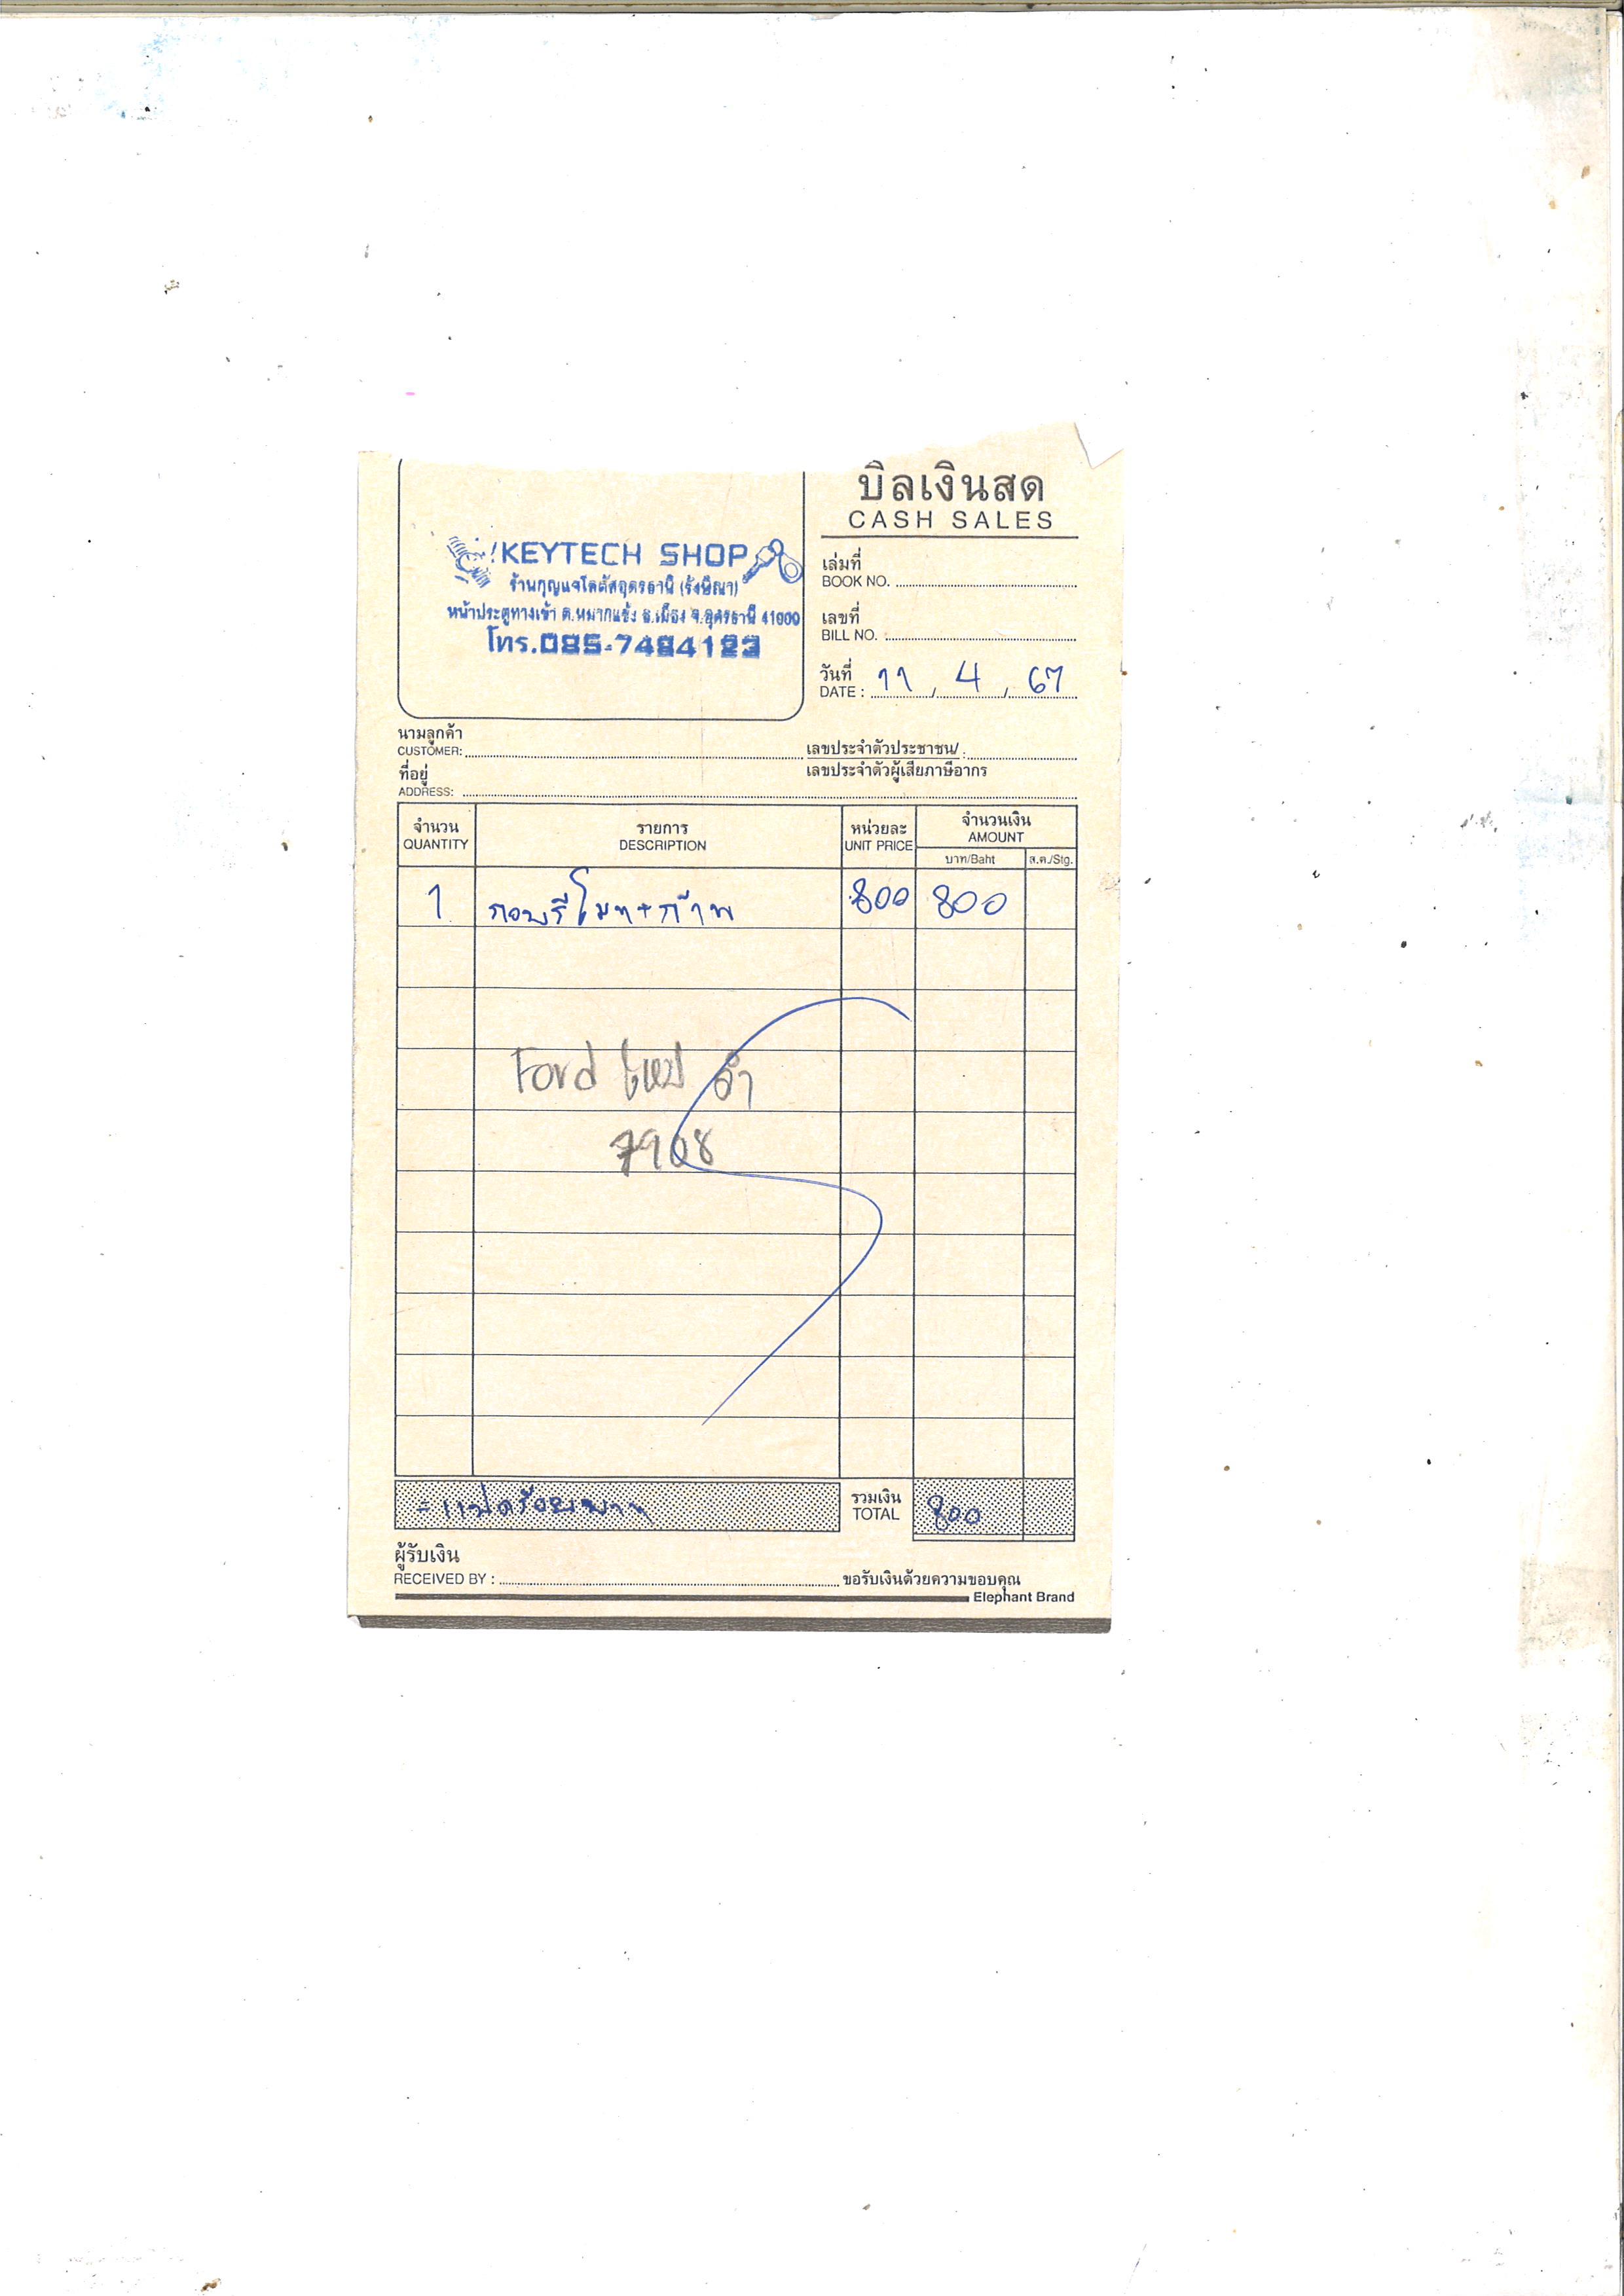 บิลเงินสด
CASH SALES
KEYTECH SHOP
ร้านกุญแจโลตัสอุดรธานี (รังษิณา)
หน้าประตูทางเข้า ต.หมากแข้ง อ.เมือง จ.อุดรธานี 41000
โทร.085-7484123
เล่มที่
BOOK NO.
เลขที่
BILL NO.
วันที่
DATE : 11 / 4 / 67
นามลูกค้า
CUSTOMER:
เลขประจำตัวประชาชน/
เลขประจำตัวผู้เสียภาษีอากร
ที่อยู่
ADDRESS:
จำนวน รายการ หน่วยละ จำนวนเงิน
QUANTITY DESCRIPTION UNIT PRICE AMOUNT
บาท/Baht ส.ต./Stg.
1 กอบรีโมท+ก้าน 800 800
Ford ดำ
7908
=แปดร้อยบาท
รวมเงิน
TOTAL 800
ผู้รับเงิน
RECEIVED BY :
ขอรับเงินด้วยความขอบคุณ
Elephant Brand